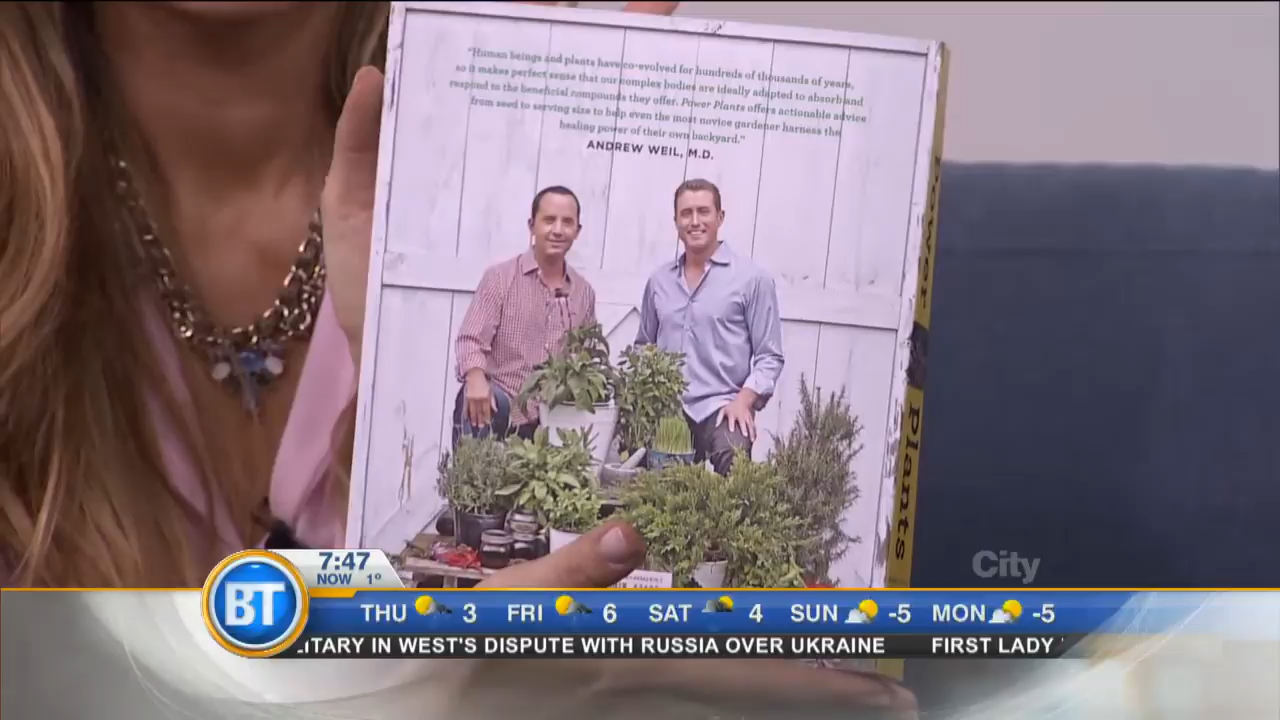 "Human beings and plants have co-evolved for hundreds of thousands of years,
so it makes perfect sense that our complex bodies are ideally adapted to absorb and
respond to the beneficial compounds they offer. Power Plants offers actionable advice
from seed to serving size to help even the most novice gardener harness the
healing power of their own backyard."
ANDREW WEIL, M.D.
Power Plants
City
7:47
NOW 1°
BT
THU 3 FRI 6 SAT 4 SUN -5 MON -5
LITARY IN WEST'S DISPUTE WITH RUSSIA OVER UKRAINE FIRST LADY